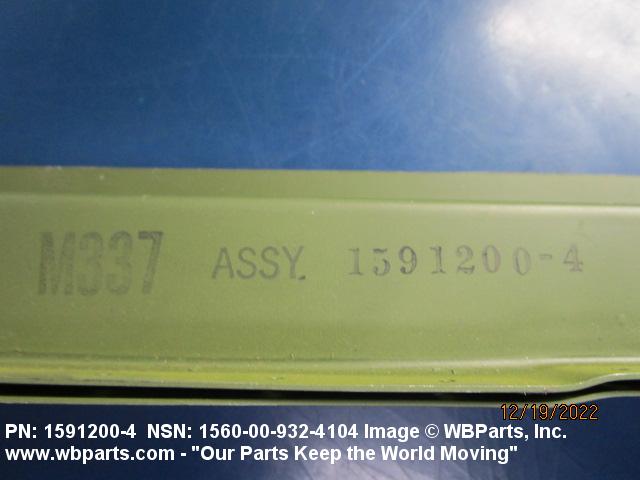 M337 ASSY. 1591200-4
12/19/2022
PN: 1591200-4 NSN: 1560-00-932-4104 Image © WBParts, Inc.
www.wbparts.com - "Our Parts Keep the World Moving"